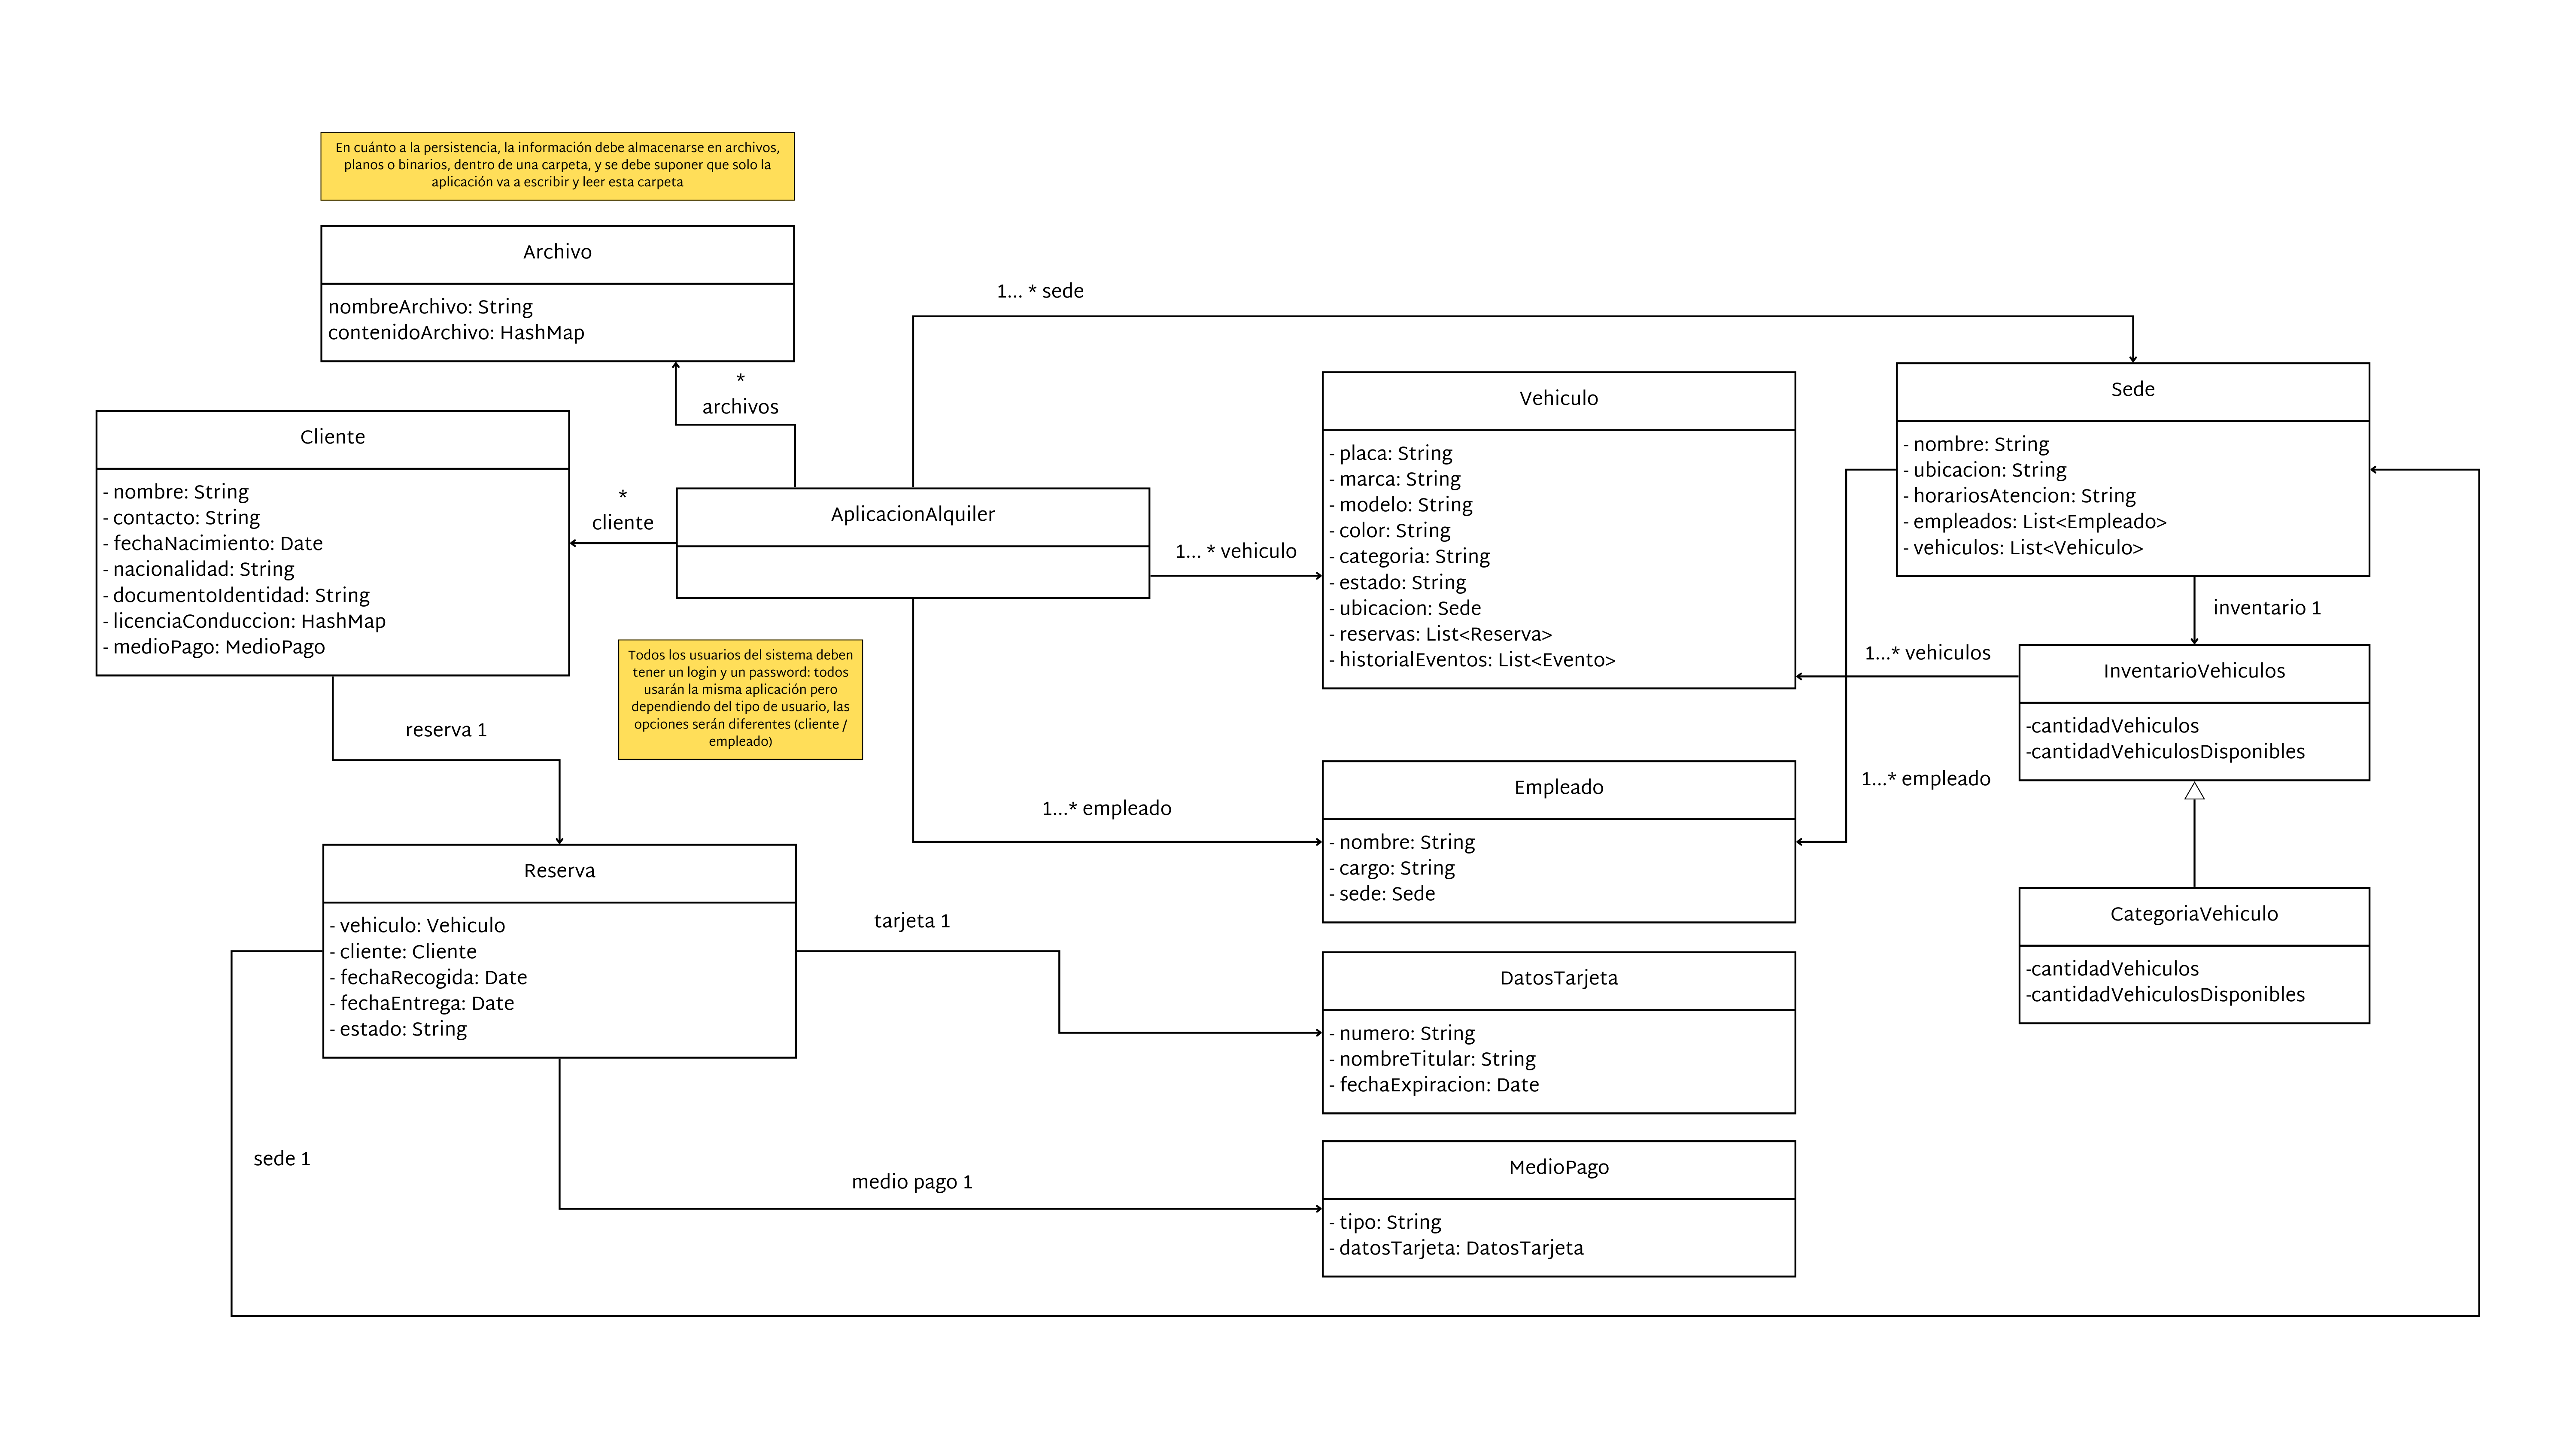 En cuánto a la persistencia, la información debe almacenarse en archivos,
planos o binarios, dentro de una carpeta, y se debe suponer que solo la
aplicación va a escribir y leer esta carpeta
Archivo
nombreArchivo: String
contenidoArchivo: HashMap
*
archivos
1... * sede
Cliente
- nombre: String
- contacto: String
- fechaNacimiento: Date
- nacionalidad: String
- documentoIdentidad: String
- licenciaConduccion: HashMap
- medioPago: MedioPago
*
cliente
AplicacionAlquiler
1... * vehiculo
Vehiculo
- placa: String
- marca: String
- modelo: String
- color: String
- categoria: String
- estado: String
- ubicacion: Sede
- reservas: List<Reserva>
- historialEventos: List<Evento>
Sede
- nombre: String
- ubicacion: String
- horariosAtencion: String
- empleados: List<Empleado>
- vehiculos: List<Vehiculo>
inventario 1
1...* vehiculos
InventarioVehiculos
-cantidadVehiculos
-cantidadVehiculosDisponibles
Todos los usuarios del sistema deben
tener un login y un password: todos
usarán la misma aplicación pero
dependiendo del tipo de usuario, las
opciones serán diferentes (cliente /
empleado)
reserva 1
1...* empleado
Empleado
- nombre: String
- cargo: String
- sede: Sede
1...* empleado
CategoriaVehiculo
-cantidadVehiculos
-cantidadVehiculosDisponibles
Reserva
- vehiculo: Vehiculo
- cliente: Cliente
- fechaRecogida: Date
- fechaEntrega: Date
- estado: String
tarjeta 1
DatosTarjeta
- numero: String
- nombreTitular: String
- fechaExpiracion: Date
sede 1
medio pago 1
MedioPago
- tipo: String
- datosTarjeta: DatosTarjeta